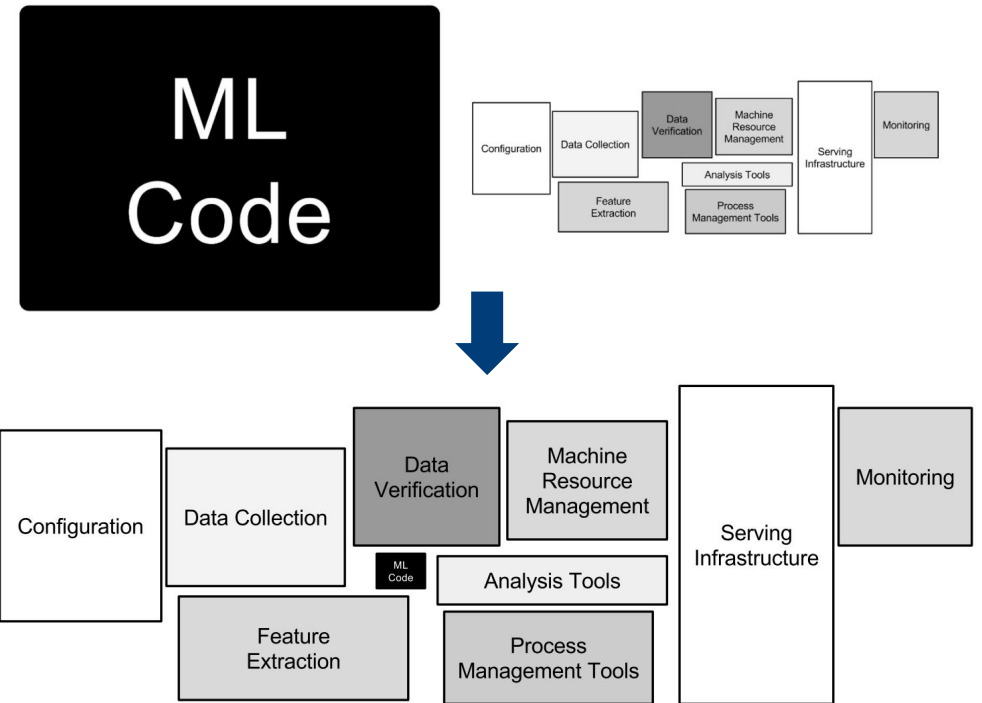 ML
Code
Configuration
Data Collection
Data
Verification
Machine
Resource
Management
Serving
Infrastructure
Monitoring
Analysis Tools
Feature
Extraction
Process
Management Tools
Configuration
Data Collection
Data
Verification
Machine
Resource
Management
Serving
Infrastructure
Monitoring
ML
Code
Analysis Tools
Feature
Extraction
Process
Management Tools